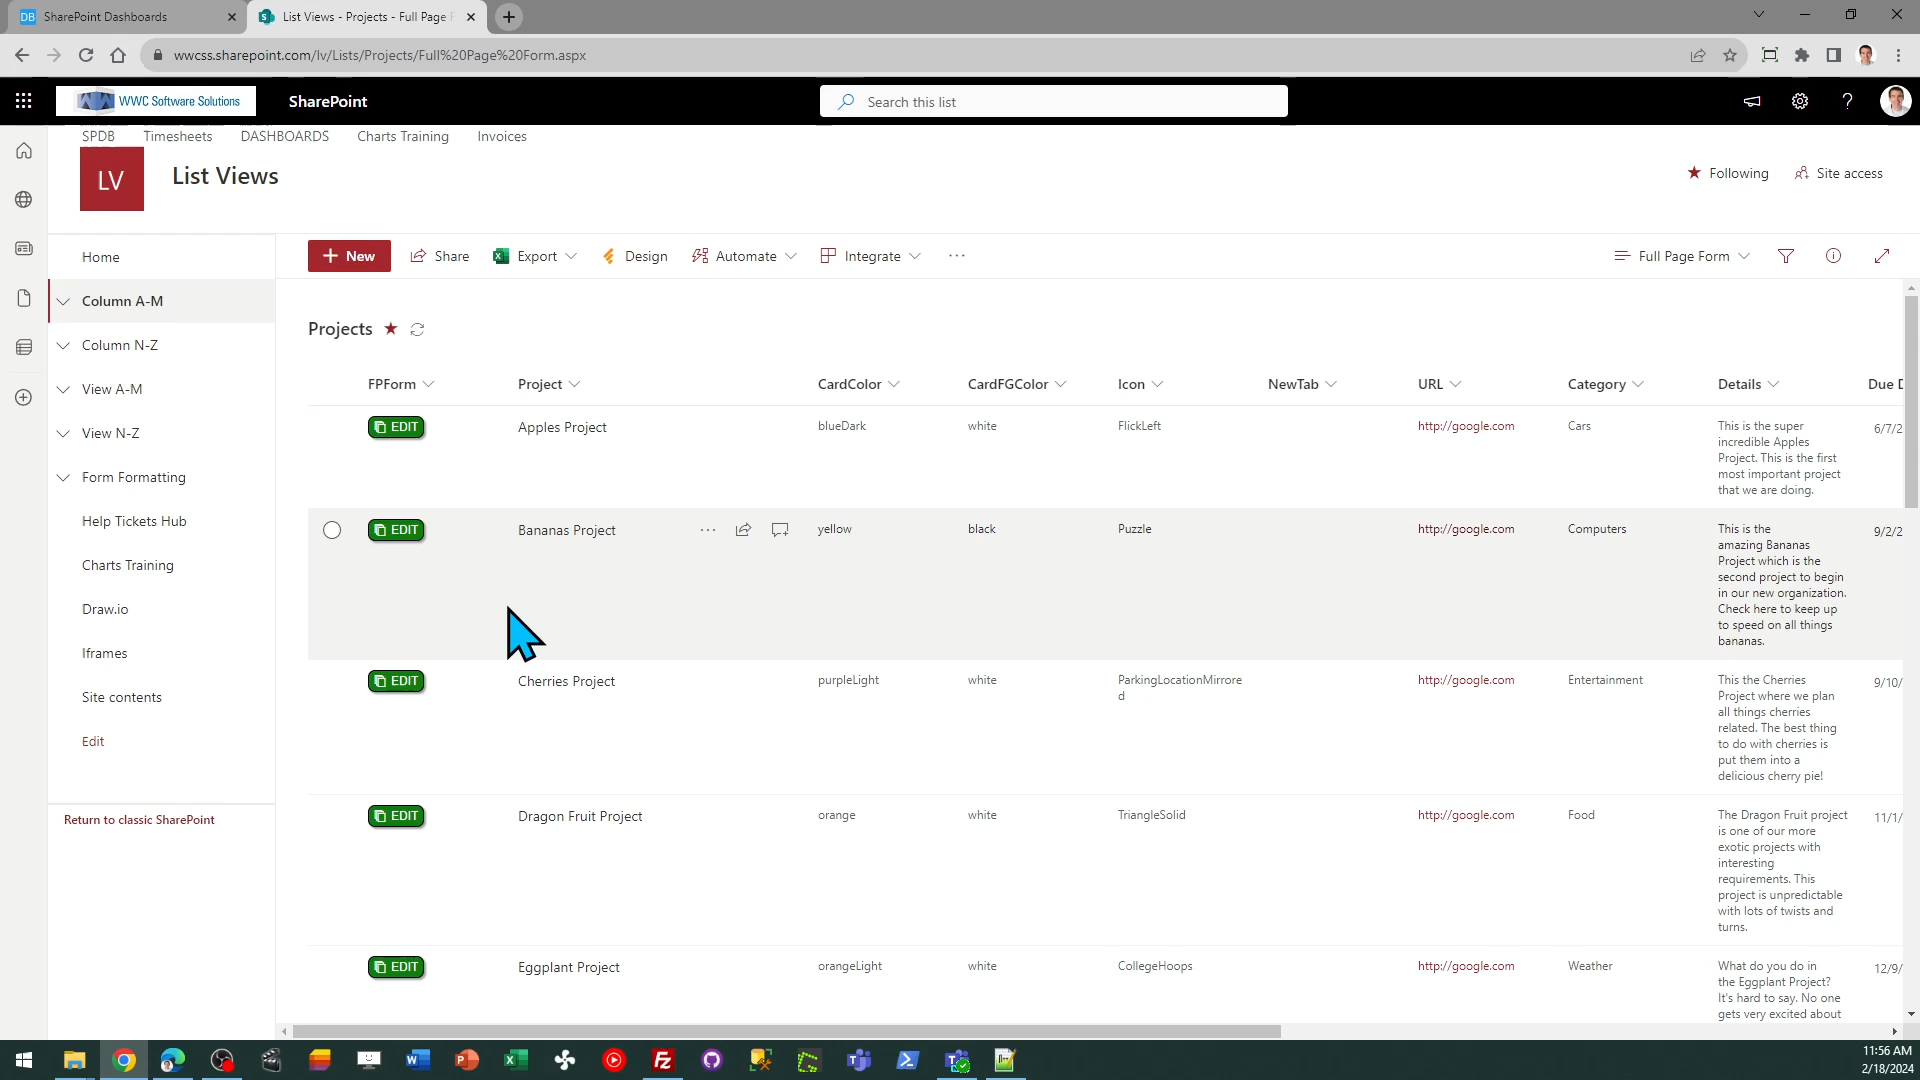 DB SharePoint Dashboards
S List Views - Projects - Full Page F
wwcss.sharepoint.com/lv/Lists/Projects/Full%20Page%20Form.aspx
WWC Software Solutions
SharePoint
Search this list
?
SPDB Timesheets DASHBOARDS Charts Training Invoices
LV List Views
Following Site access
Home
Column A-M
Column N-Z
View A-M
View N-Z
Form Formatting
Help Tickets Hub
Charts Training
Draw.io
Iframes
Site contents
Edit
Return to classic SharePoint
+ New Share Export Design Automate Integrate ... Full Page Form
Projects
FPForm Project CardColor CardFGColor Icon NewTab URL Category Details Due D
EDIT Apples Project blueDark white FlickLeft http://google.com Cars This is the super 6/7/2
incredible Apples
Project. This is the first
most important project
that we are doing.
EDIT Bananas Project ... yellow black Puzzle http://google.com Computers This is the 9/2/2
amazing Bananas
Project which is the
second project to begin
in our new organization.
Check here to keep up
to speed on all things
bananas.
EDIT Cherries Project purpleLight white ParkingLocationMirrore http://google.com Entertainment This the Cherries 9/10/
d
Project where we plan
all things cherries
related. The best thing
to do with cherries is
put them into a
delicious cherry pie!
EDIT Dragon Fruit Project orange white TriangleSolid http://google.com Food The Dragon Fruit project 11/1/
is one of our more
exotic projects with
interesting
requirements. This
project is unpredictable
with lots of twists and
turns.
EDIT Eggplant Project orangeLight white CollegeHoops http://google.com Weather What do you do in 12/9/
the Eggplant Project?
It's hard to say. No one
gets very excited about
11:56 AM
2/18/2024